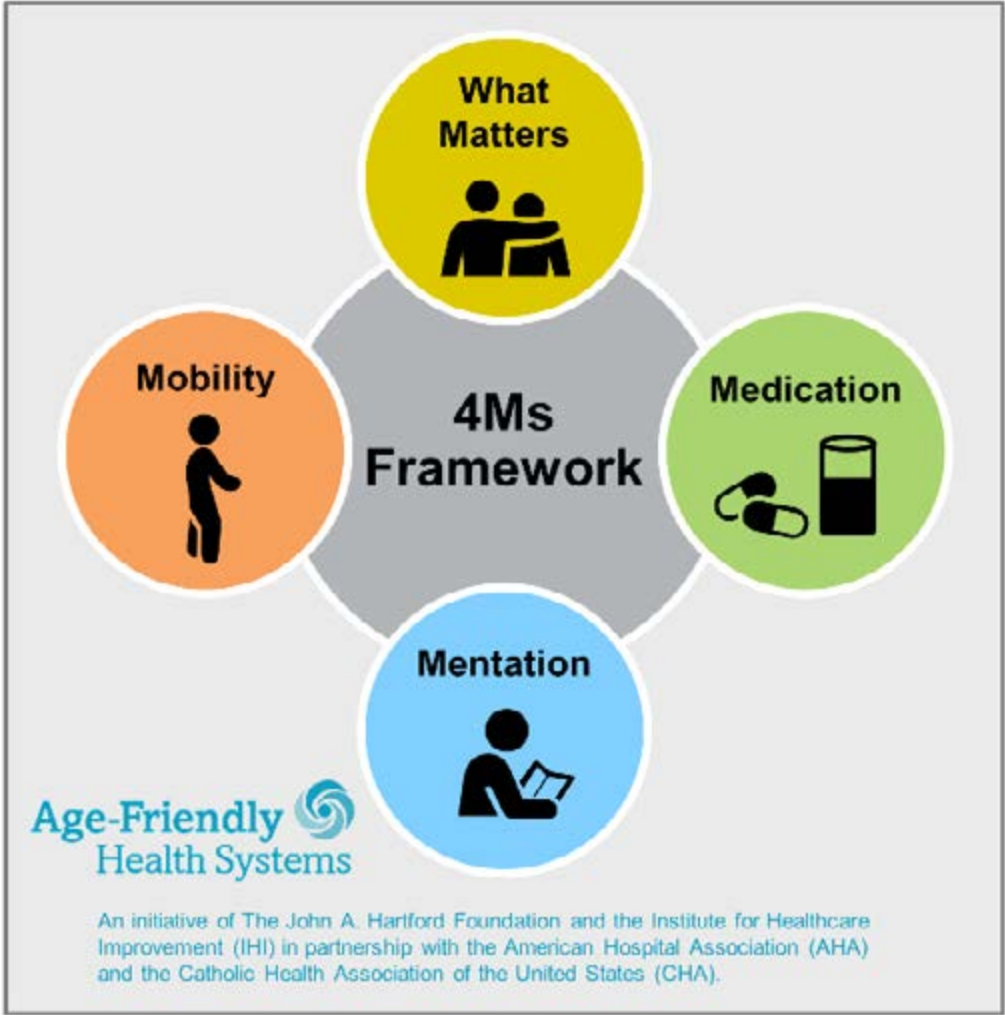 What
Matters
Mobility
4Ms
Framework
Medication
Mentation
Age-Friendly
Health Systems
An initiative of The John A. Hartford Foundation and the Institute for Healthcare
Improvement (IHI) in partnership with the American Hospital Association (AHA)
and the Catholic Health Association of the United States (CHA).